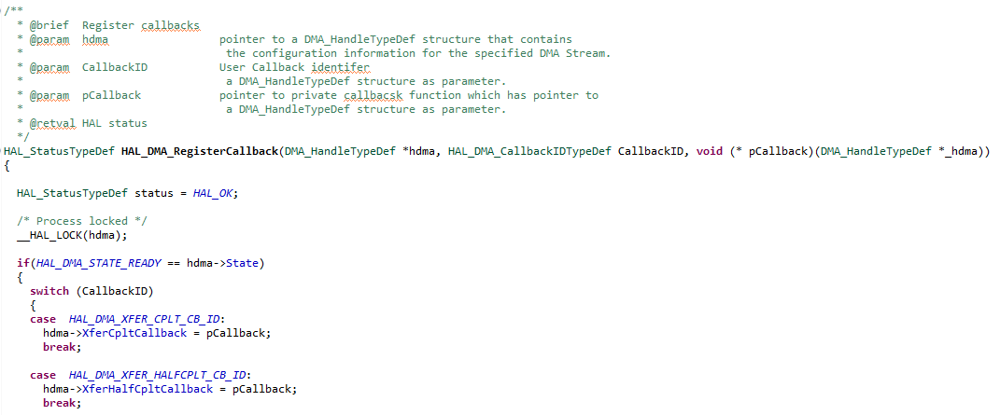 /**
  * @brief  Register callbacks
  * @param  hdma                 pointer to a DMA_HandleTypeDef structure that contains
  *                               the configuration information for the specified DMA Stream.
  * @param  CallbackID           User Callback identifer
  *                               a DMA_HandleTypeDef structure as parameter.
  * @param  pCallback            pointer to private callbacsk function which has pointer to
  *                               a DMA_HandleTypeDef structure as parameter.
  * @retval HAL status
  */
HAL_StatusTypeDef HAL_DMA_RegisterCallback(DMA_HandleTypeDef *hdma, HAL_DMA_CallbackIDTypeDef CallbackID, void (* pCallback)(DMA_HandleTypeDef *_hdma))
{

  HAL_StatusTypeDef status = HAL_OK;

  /* Process locked */
  __HAL_LOCK(hdma);

  if(HAL_DMA_STATE_READY == hdma->State)
  {
    switch (CallbackID)
    {
    case  HAL_DMA_XFER_CPLT_CB_ID:
      hdma->XferCpltCallback = pCallback;
      break;

    case  HAL_DMA_XFER_HALFCPLT_CB_ID:
      hdma->XferHalfCpltCallback = pCallback;
      break;